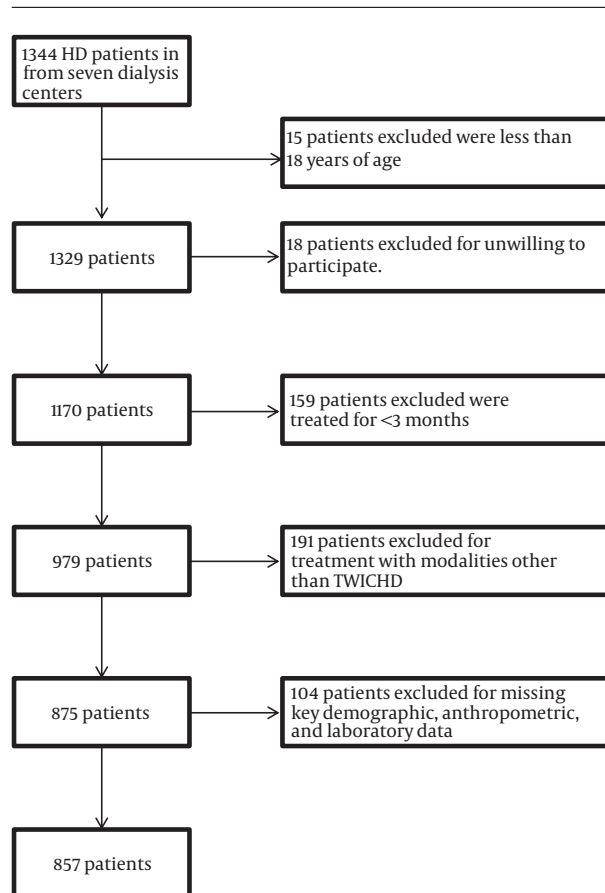 1344 HD patients in
from seven dialysis
centers
15 patients excluded were less than
18 years of age
1329 patients
18 patients excluded for unwilling to
participate.
1170 patients
159 patients excluded were
treated for <3 months
979 patients
191 patients excluded for
treatment with modalities other
than TWICHD
875 patients
104 patients excluded for missing
key demographic, anthropometric,
and laboratory data
857 patients